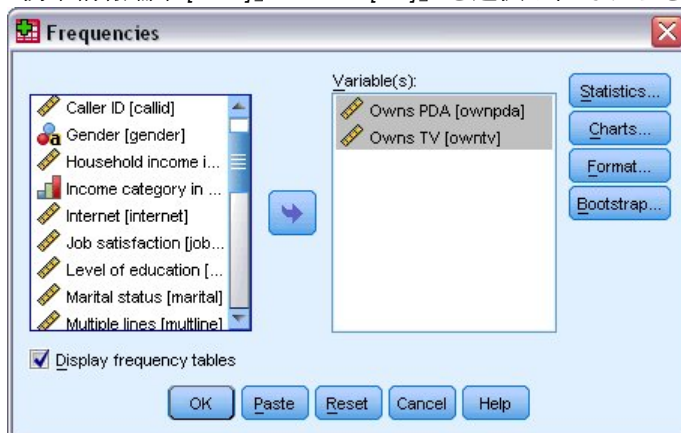 Frequencies
Variable(s):
Caller ID [callid]
Gender [gender]
Household income i...
Income category in ...
Internet [internet]
Job satisfaction [job...
Level of education [...
Marital status [marital]
Multiple lines [multline]
Owns PDA [ownpda]
Owns TV [owntv]
Statistics...
Charts...
Format...
Bootstrap...
Display frequency tables
OK
Paste
Reset
Cancel
Help